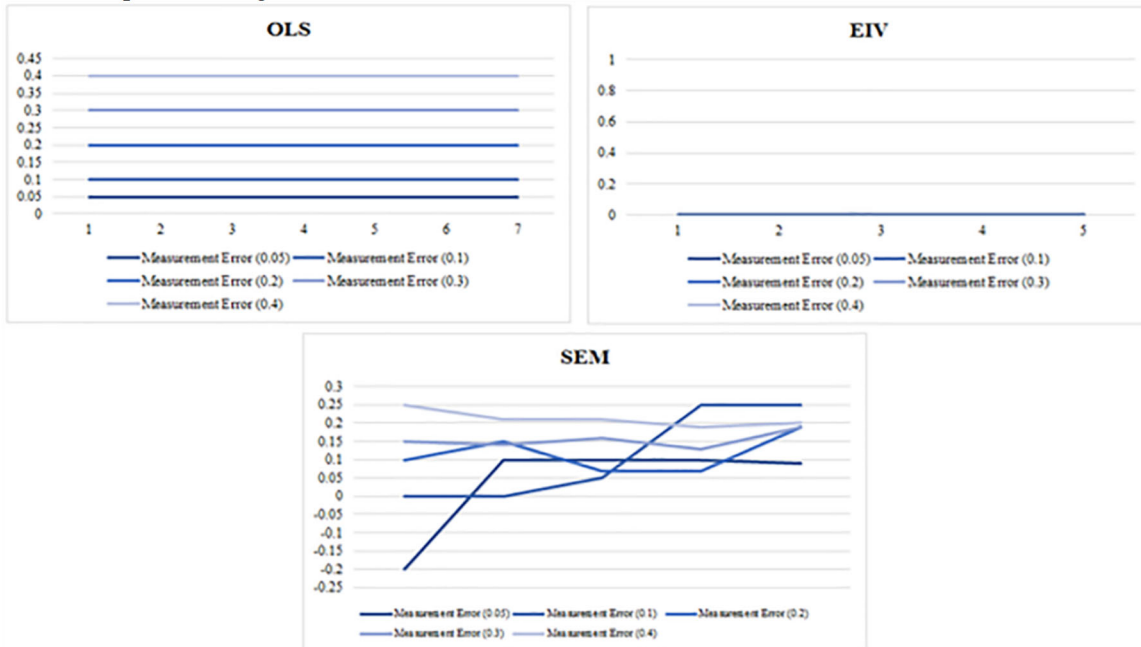 OLS
0.45
0.4
0.35
0.3
0.25
0.2
0.15
0.1
0.05
0
1 2 3 4 5 6 7
Measurement Error (0.05) Measurement Error (0.1)
Measurement Error (0.2) Measurement Error (0.3)
Measurement Error (0.4)
EIV
1
0.8
0.6
0.4
0.2
0
1 2 3 4 5
Measurement Error (0.05) Measurement Error (0.1)
Measurement Error (0.2) Measurement Error (0.3)
Measurement Error (0.4)
SEM
0.3
0.25
0.2
0.15
0.1
0.05
0
-0.05
-0.1
-0.15
-0.2
-0.25
Measurement Error (0.05) Measurement Error (0.1) Measurement Error (0.2)
Measurement Error (0.3) Measurement Error (0.4)